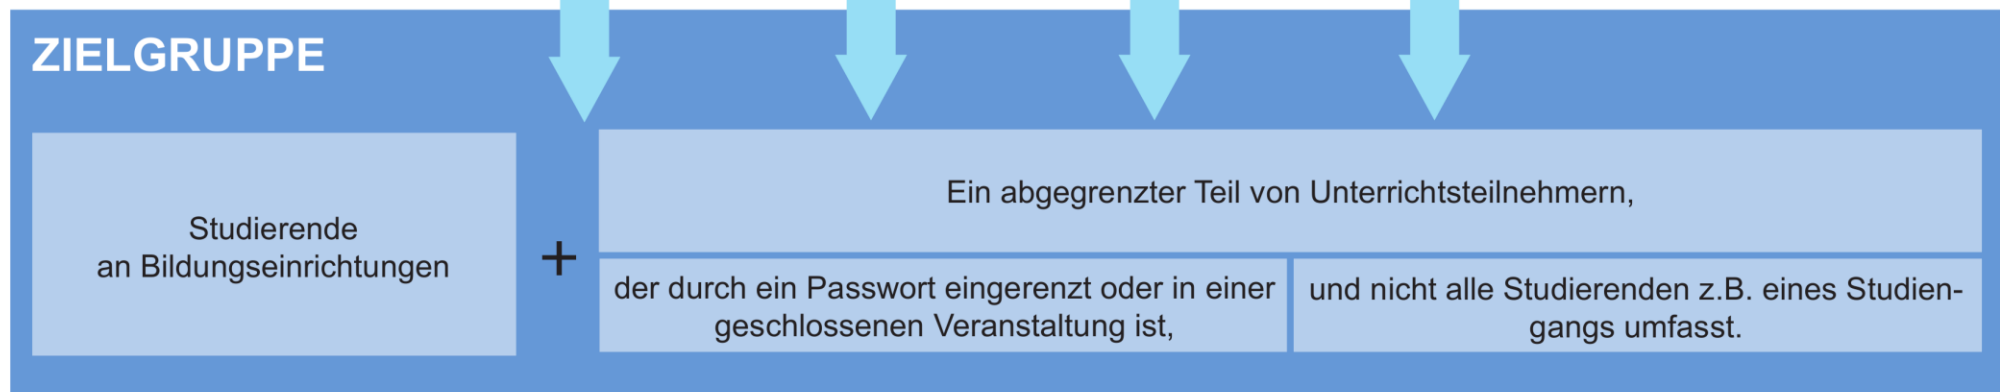 ZIELGRUPPE
Studierende
an Bildungseinrichtungen
+
Ein abgegrenzter Teil von Unterrichtsteilnehmern,
der durch ein Passwort eingerenzt oder in einer
geschlossenen Veranstaltung ist,
und nicht alle Studierenden z.B. eines Studien-
gangs umfasst.